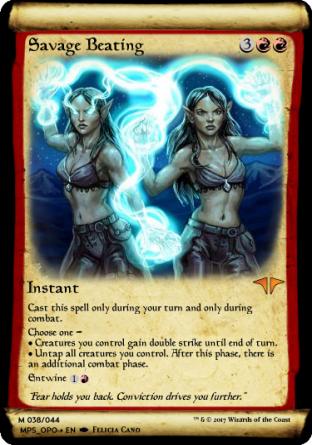 Savage Beating 3
Instant
Cast this spell only during your turn and only during
combat.
Choose one –
• Creatures you control gain double strike until end of turn.
• Untap all creatures you control. After this phase, there is
an additional combat phase.
Entwine 1
"Fear holds you back. Conviction drives you further."
M 038/044
MPS_OPO • EN Felicia Cano
™ & © 2017 Wizards of the Coast